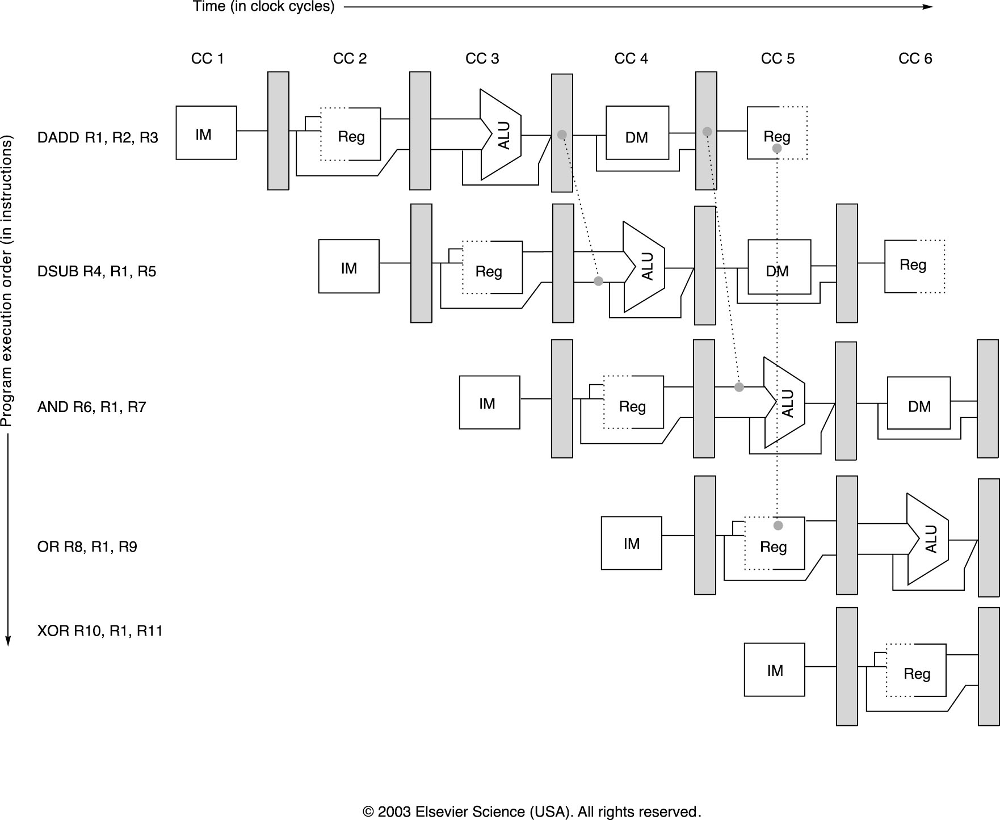 Time (in clock cycles)
CC 1 CC 2 CC 3 CC 4 CC 5 CC 6
Program execution order (in instructions)
DADD R1, R2, R3 IM Reg ALU DM Reg
DSUB R4, R1, R5 IM Reg ALU DM Reg
AND R6, R1, R7 IM Reg ALU DM
OR R8, R1, R9 IM Reg ALU
XOR R10, R1, R11 IM Reg
© 2003 Elsevier Science (USA). All rights reserved.